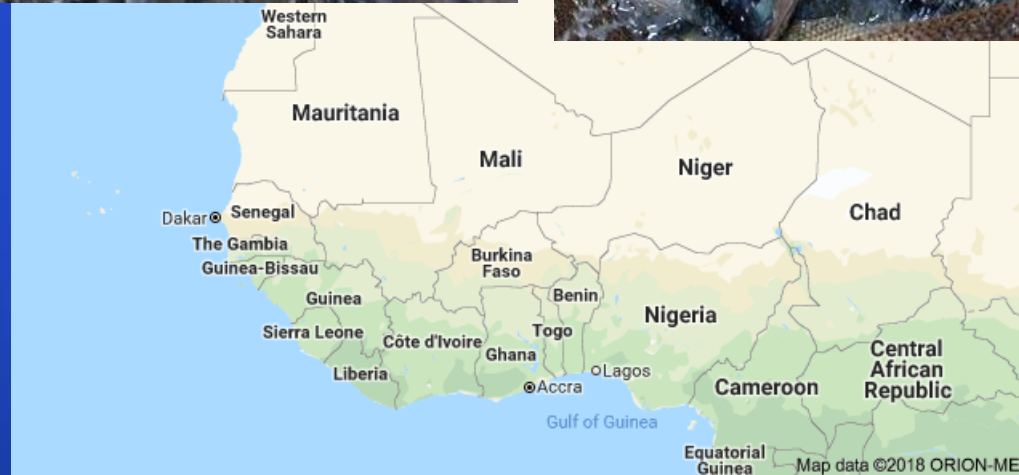 Western
Sahara
Mauritania
Mali
Niger
Chad
Dakar
Senegal
The Gambia
Guinea-Bissau
Burkina
Faso
Guinea
Benin
Nigeria
Sierra Leone
Togo
Côte d'Ivoire
Ghana
Central
African
Republic
Liberia
Lagos
Accra
Cameroon
Gulf of Guinea
Equatorial
Guinea
Map data ©2018 ORION-ME